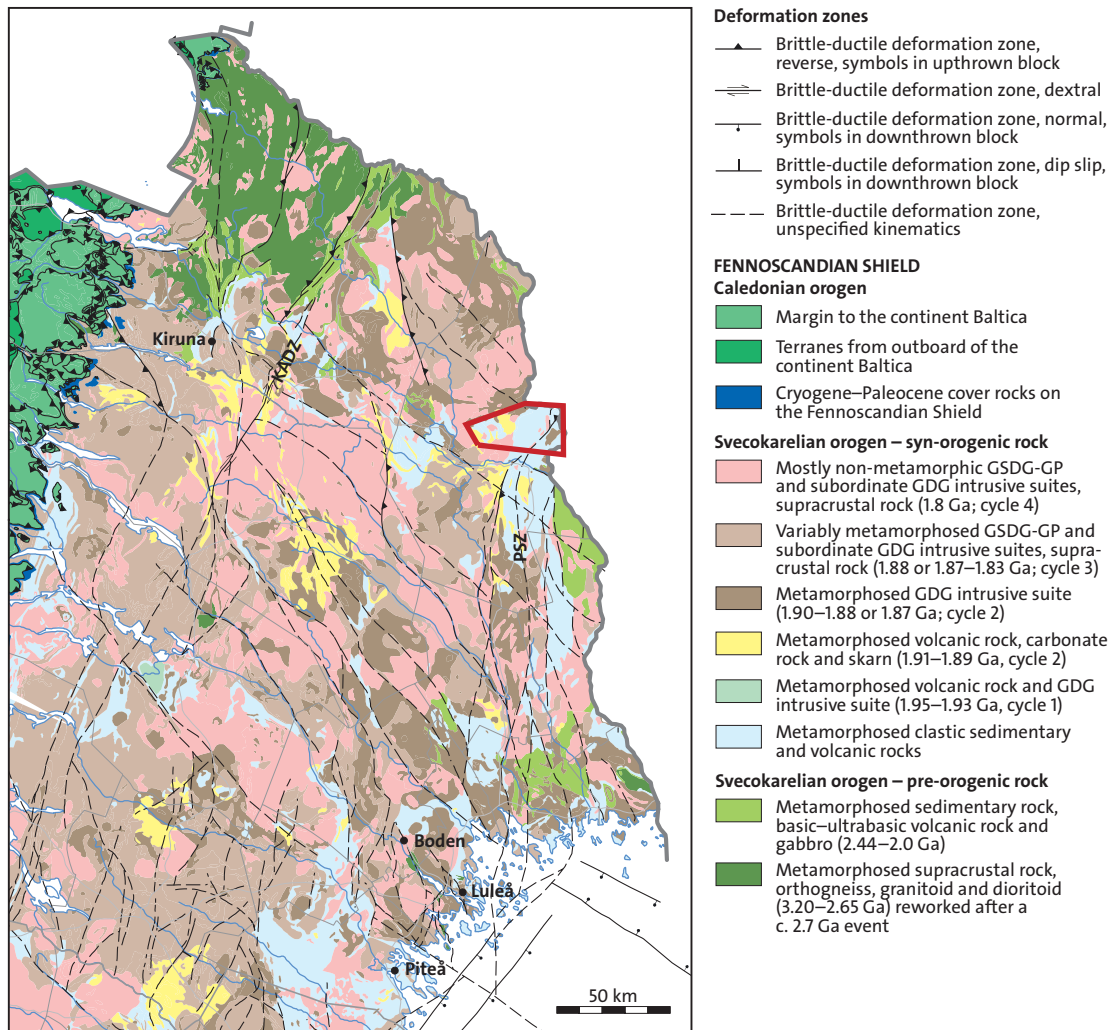 Kiruna
KADZ
PSZ
Boden
Luleå
Piteå
50 km
Deformation zones
Brittle-ductile deformation zone,
reverse, symbols in upthrown block
Brittle-ductile deformation zone, dextral
Brittle-ductile deformation zone, normal,
symbols in downthrown block
Brittle-ductile deformation zone, dip slip,
symbols in downthrown block
Brittle-ductile deformation zone,
unspecified kinematics
FENNOSCANDIAN SHIELD
Caledonian orogen
Margin to the continent Baltica
Terranes from outboard of the
continent Baltica
Cryogene–Paleocene cover rocks on
the Fennoscandian Shield
Svecokarelian orogen – syn-orogenic rock
Mostly non-metamorphic GSDG-GP
and subordinate GDG intrusive suites,
supracrustal rock (1.8 Ga; cycle 4)
Variably metamorphosed GSDG-GP and
subordinate GDG intrusive suites, supra-
crustal rock (1.88 or 1.87–1.83 Ga; cycle 3)
Metamorphosed GDG intrusive suite
(1.90–1.88 or 1.87 Ga; cycle 2)
Metamorphosed volcanic rock, carbonate
rock and skarn (1.91–1.89 Ga, cycle 2)
Metamorphosed volcanic rock and GDG
intrusive suite (1.95–1.93 Ga, cycle 1)
Metamorphosed clastic sedimentary
and volcanic rocks
Svecokarelian orogen – pre-orogenic rock
Metamorphosed sedimentary rock,
basic–ultrabasic volcanic rock and
gabbro (2.44–2.0 Ga)
Metamorphosed supracrustal rock,
orthogneiss, granitoid and dioritoid
(3.20–2.65 Ga) reworked after a
c. 2.7 Ga event